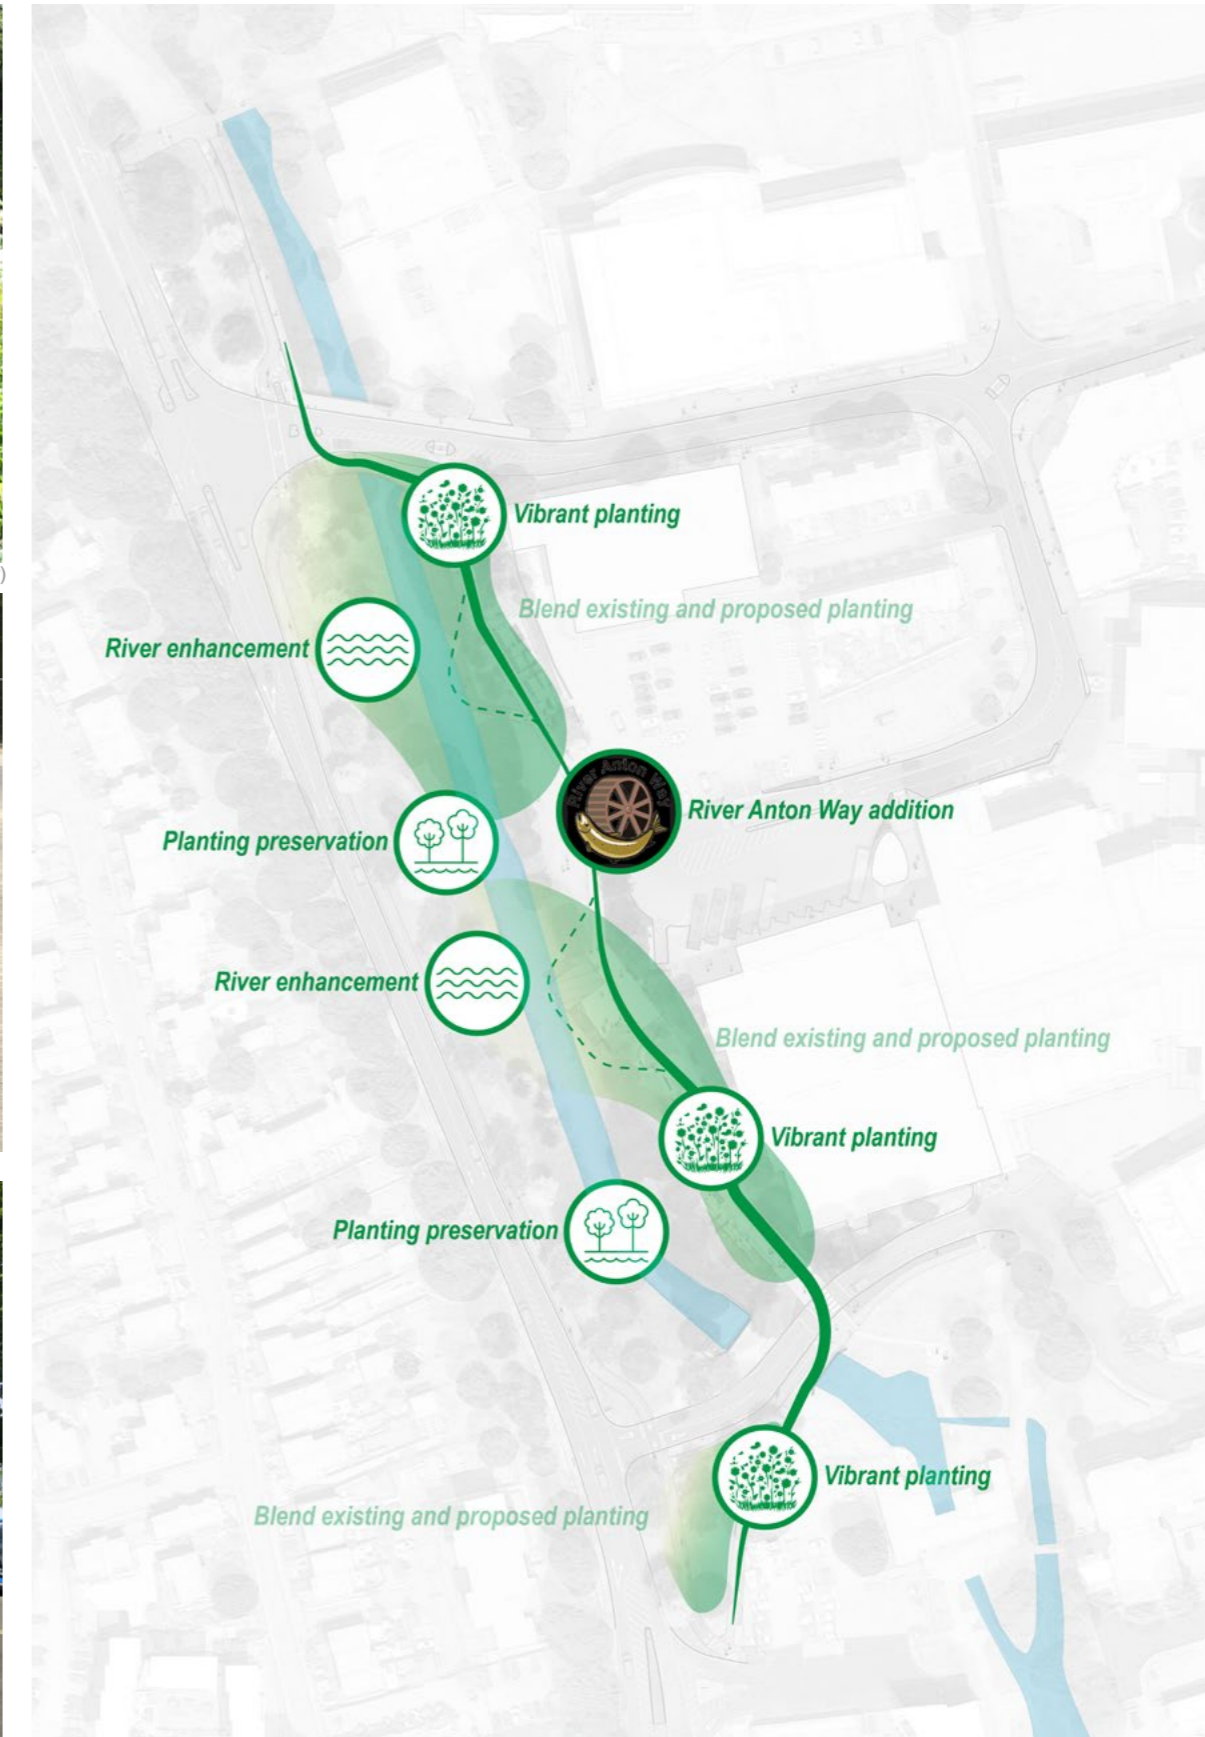 )
Vibrant planting
Blend existing and proposed planting
River enhancement
River Anton Way
River Anton Way addition
Planting preservation
River enhancement
Blend existing and proposed planting
Vibrant planting
Planting preservation
Vibrant planting
Blend existing and proposed planting